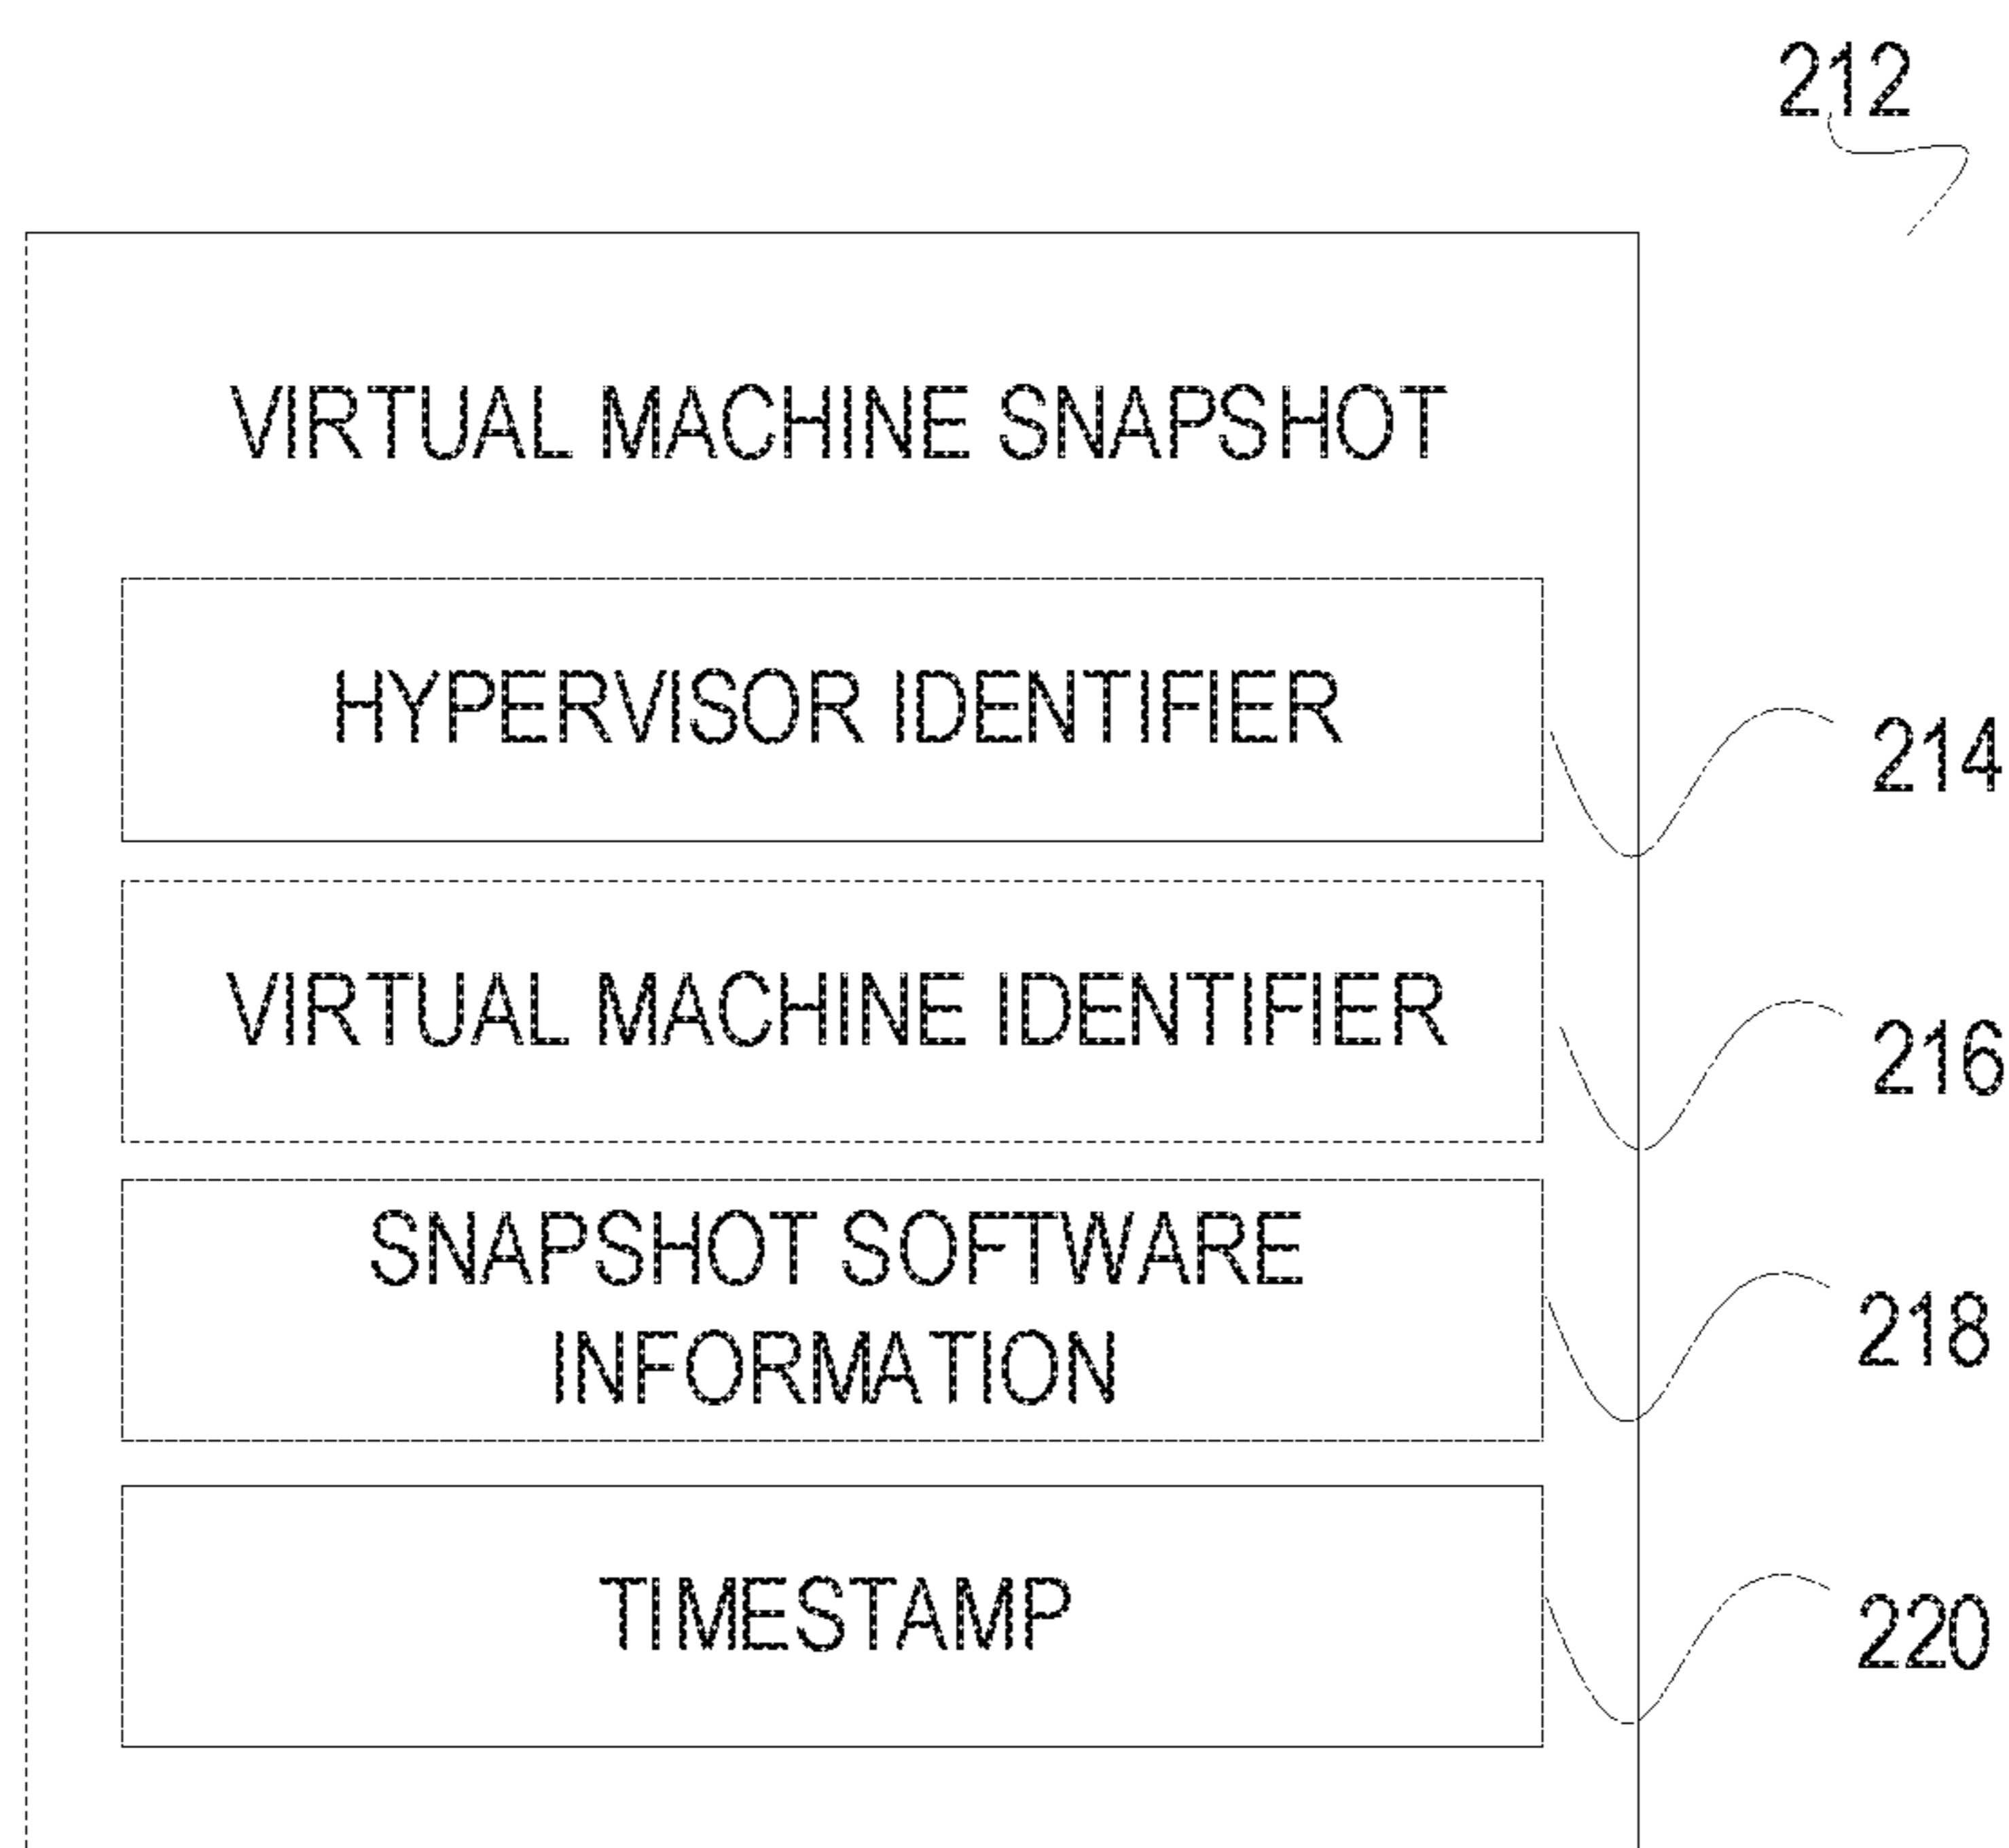 212
VIRTUAL MACHINE SNAPSHOT
HYPERVISOR IDENTIFIER
214
VIRTUAL MACHINE IDENTIFIER
216
SNAPSHOT SOFTWARE
INFORMATION
218
TIMESTAMP
220